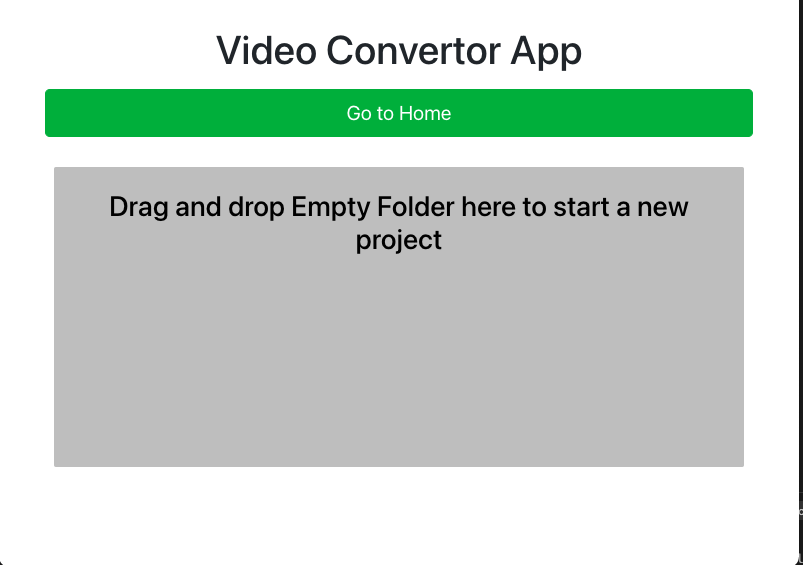 Video Convertor App
Go to Home
Drag and drop Empty Folder here to start a new
project